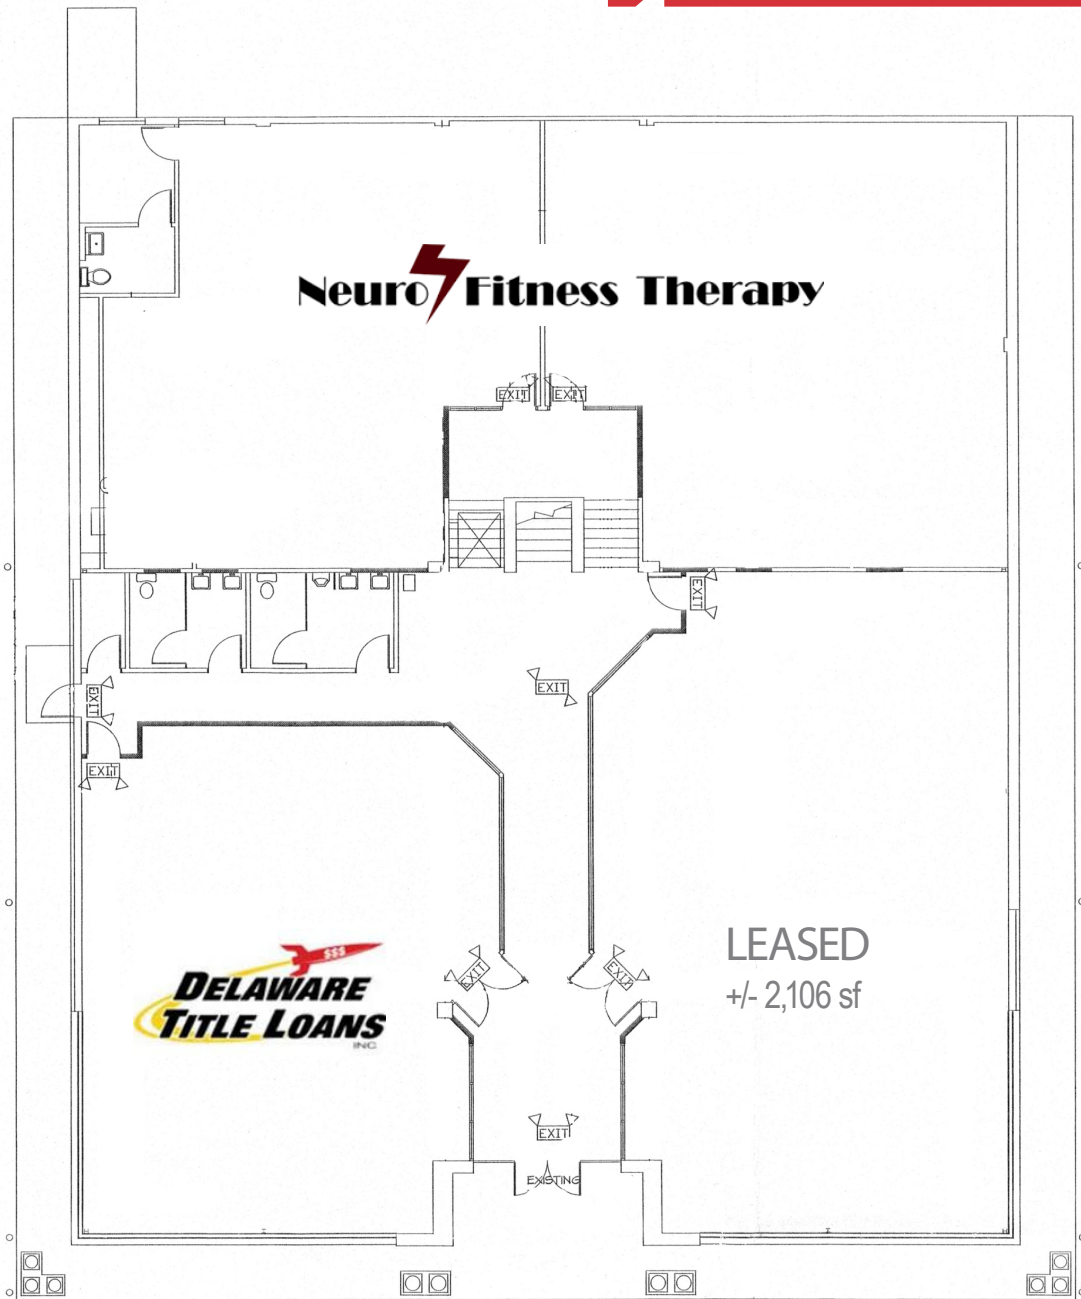 Neuro Fitness Therapy
EXIT EXIT
EXIT
EXIT
EXIT
EXIT
EXIT EXIT
$$$
DELAWARE
TITLE LOANS
INC
LEASED
+/- 2,106 sf
EXIT
EXISTING